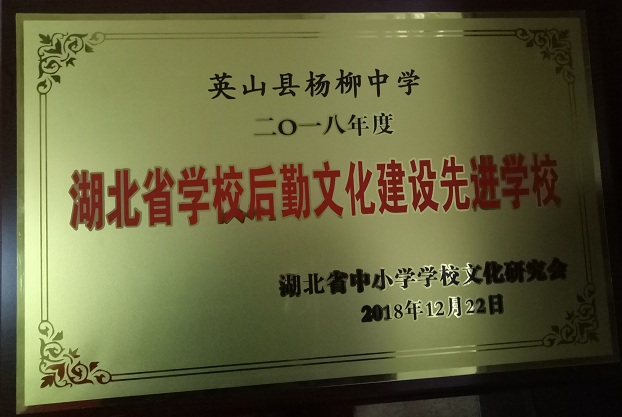 英山县杨柳中学
二〇一八年度
湖北省学校后勤文化建设先进学校
湖北省中小学学校文化研究会
2018年12月22日